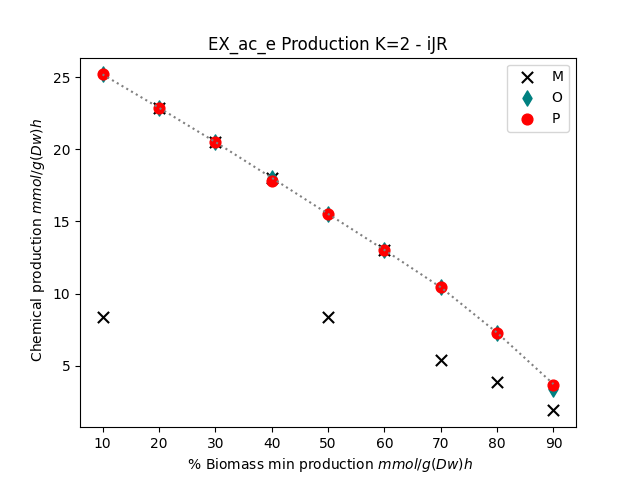 EX_ac_e Production K=2 - iJR
M
O
P
Chemical production mmol/g(Dw)h
25
20
15
10
5
10 20 30 40 50 60 70 80 90
% Biomass min production mmol/g(Dw)h